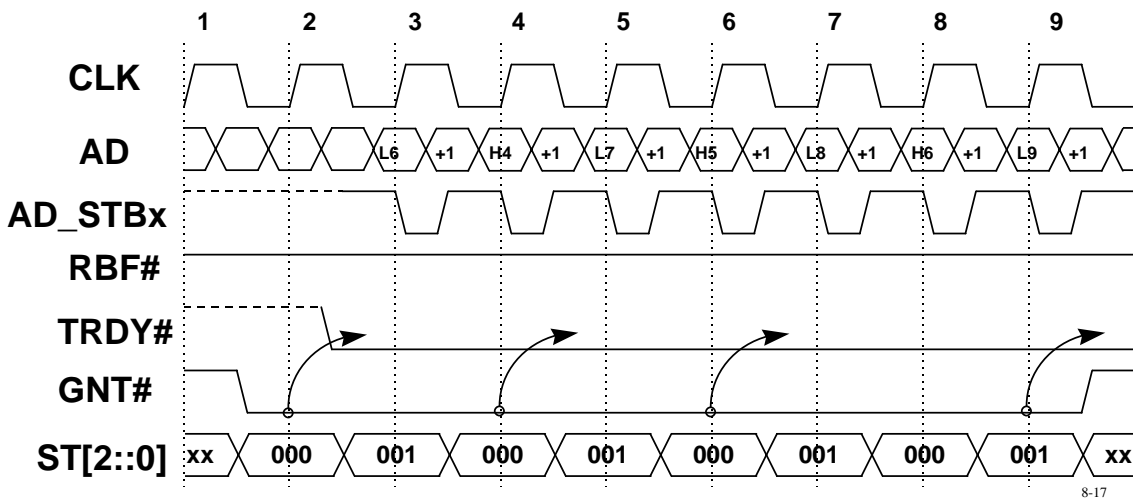 1 2 3 4 5 6 7 8 9
CLK
AD L6 +1 H4 +1 L7 +1 H5 +1 L8 +1 H6 +1 L9 +1
AD_STBx
RBF#
TRDY#
GNT#
ST[2::0] xx 000 001 000 001 000 001 000 001 xx
8-17